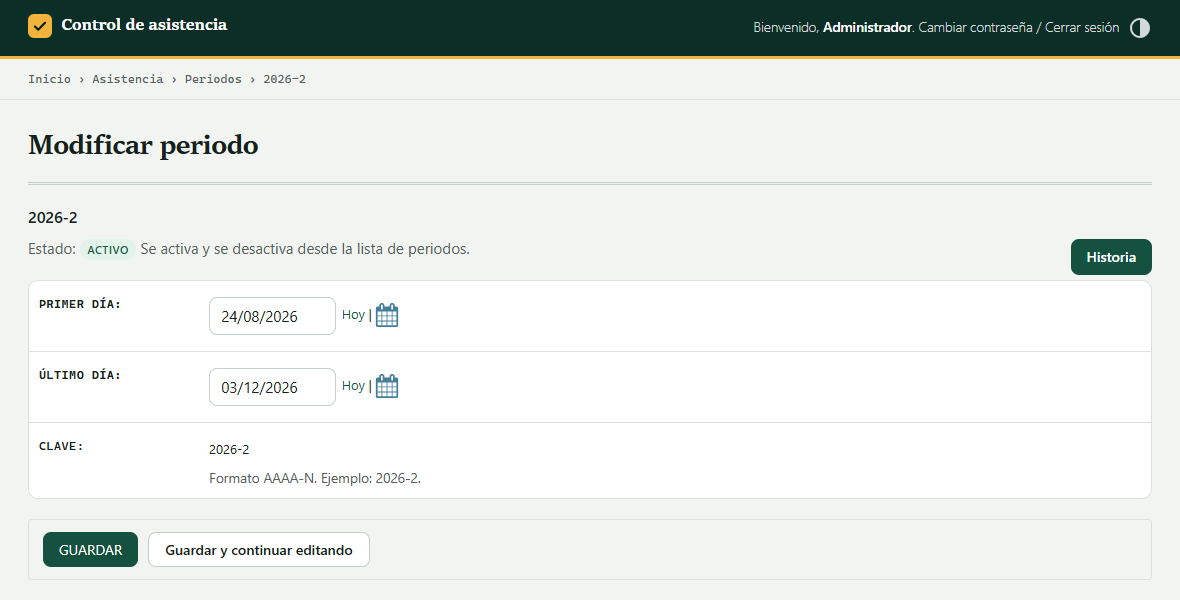 Control de asistencia
Bienvenido, Administrador. Cambiar contraseña / Cerrar sesión
Inicio › Asistencia › Periodos › 2026-2
Modificar periodo
2026-2
Estado: ACTIVO Se activa y se desactiva desde la lista de periodos.
Historia
PRIMER DÍA:
24/08/2026 Hoy |
ÚLTIMO DÍA:
03/12/2026 Hoy |
CLAVE:
2026-2
Formato AAAA-N. Ejemplo: 2026-2.
GUARDAR Guardar y continuar editando